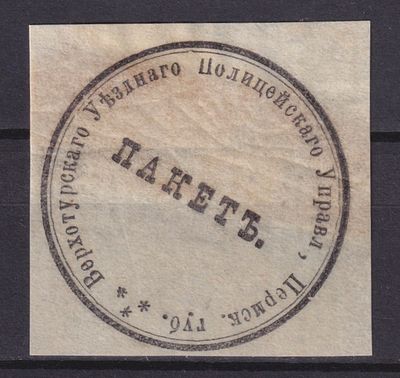 Верхотурскаго Уѣзднаго Полицейскаго Управл, Пермск. губ. ***
ПАКЕТЪ.